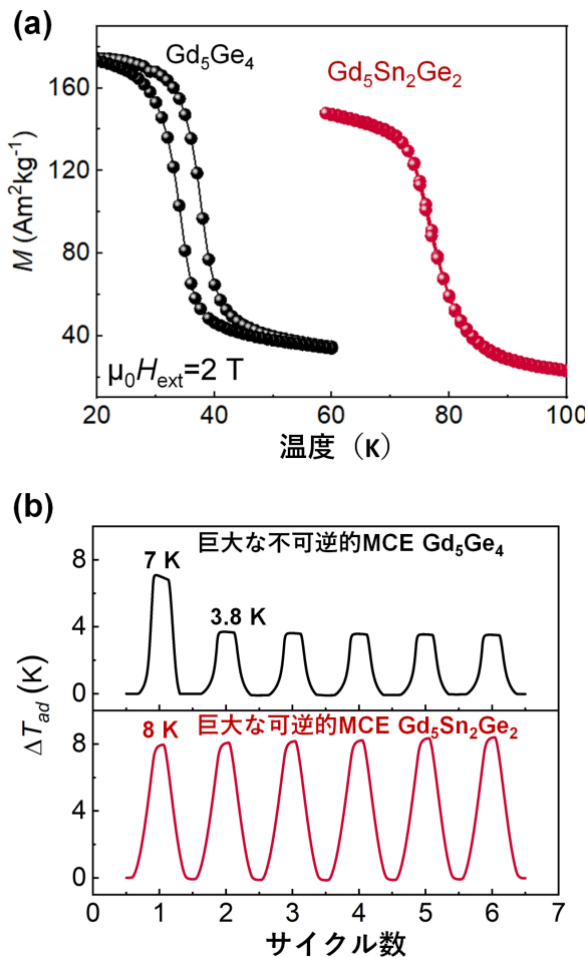 (a)
Gd₅Ge₄
Gd₅Sn₂Ge₂
160
120
80
40
M (Am²kg⁻¹)
μ₀Hext=2 T
20 40 60 80 100
温度（K）
(b)
巨大な不可逆的MCE Gd₅Ge₄
7 K
3.8 K
8
4
0
ΔTad (K)
8 K 巨大な可逆的MCE Gd₅Sn₂Ge₂
8
4
0
0 1 2 3 4 5 6 7
サイクル数